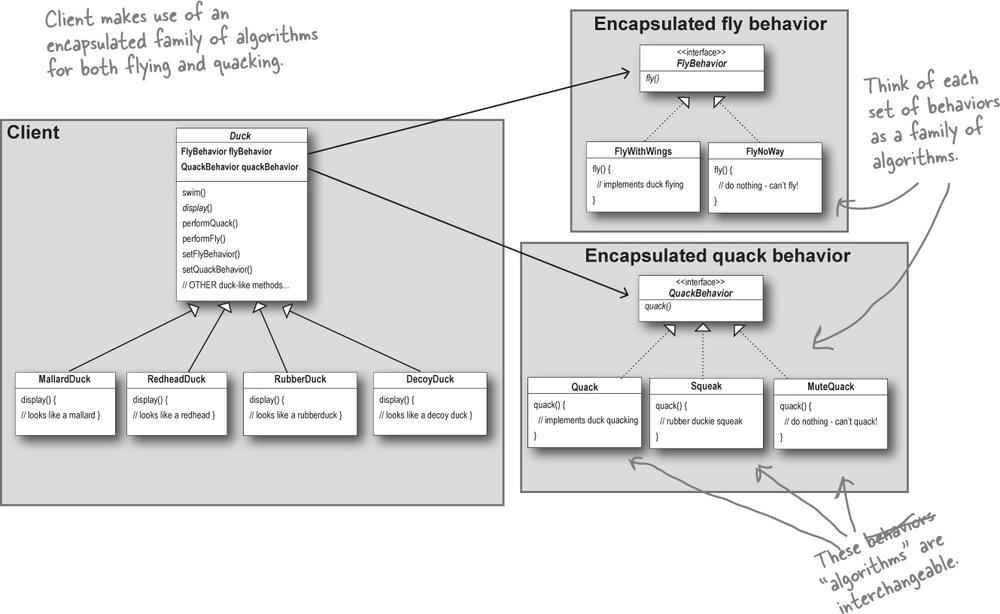 Client makes use of an
encapsulated family of algorithms
for both flying and quacking.
Client
Duck
FlyBehavior flyBehavior
QuackBehavior quackBehavior
swim()
display()
performQuack()
performFly()
setFlyBehavior()
setQuackBehavior()
// OTHER duck-like methods...
MallardDuck
display() {
// looks like a mallard }
RedheadDuck
display() {
// looks like a redhead }
RubberDuck
display() {
// looks like a rubberduck }
DecoyDuck
display() {
// looks like a decoy duck }
Encapsulated fly behavior
<<interface>>
FlyBehavior
fly()
FlyWithWings
fly() {
// implements duck flying
}
FlyNoWay
fly() {
// do nothing - can't fly!
}
Think of each
set of behaviors
as a family of
algorithms.
Encapsulated quack behavior
<<interface>>
QuackBehavior
quack()
Quack
quack() {
// implements duck quacking
}
Squeak
quack() {
// rubber duckie squeak
}
MuteQuack
quack() {
// do nothing - can't quack!
}
These behaviors
"algorithms" are
interchangeable.